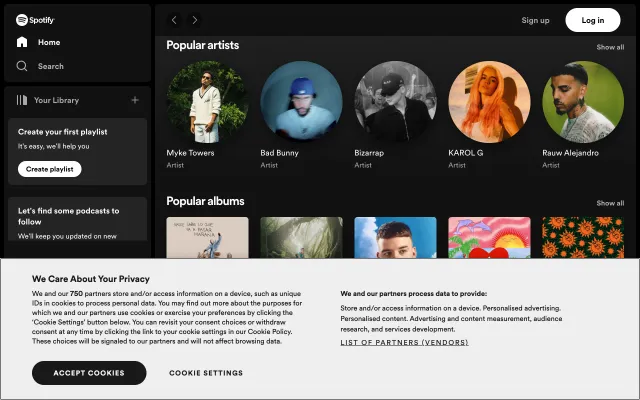 Spotify
Home
Search
Your Library
Create your first playlist
It's easy, we'll help you
Create playlist
Let's find some podcasts to
follow
We'll keep you updated on new
Sign up
Log in
Popular artists
Show all
Myke Towers
Artist
Bad Bunny
Artist
Bizarrap
Artist
KAROL G
Artist
Rauw Alejandro
Artist
Popular albums
Show all
We Care About Your Privacy
We and our 750 partners store and/or access information on a device, such as unique
IDs in cookies to process personal data. You may find out more about the purposes for
which we and our partners use cookies or exercise your preferences by clicking the
'Cookie Settings' button below. You can revisit your consent choices or withdraw
consent at any time by clicking the link to your cookie settings in our Cookie Policy.
These choices will be signaled to our partners and will not affect browsing data.
We and our partners process data to provide:
Store and/or access information on a device. Personalised advertising.
Personalised content. Advertising and content measurement, audience
research, and services development.
LIST OF PARTNERS (VENDORS)
ACCEPT COOKIES
COOKIE SETTINGS